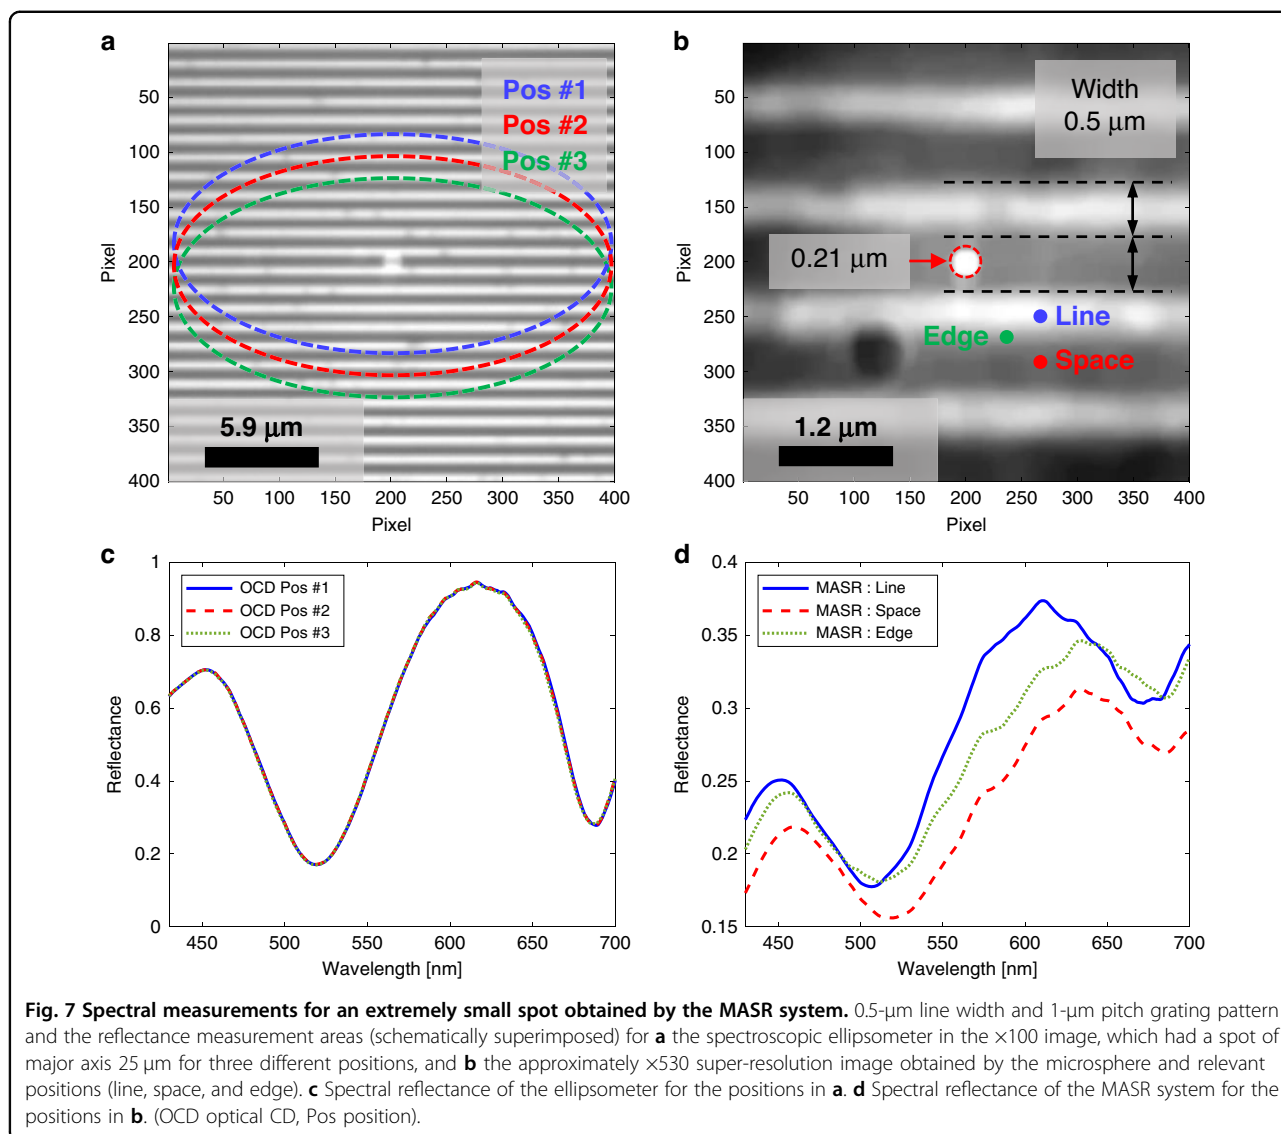 a
Pos #1
Pos #2
Pos #3
50
100
150
200
250
300
350
400
Pixel
5.9 μm
50 100 150 200 250 300 350 400
Pixel
b
Width
0.5 μm
0.21 μm
Line
Edge
Space
50
100
150
200
250
300
350
400
Pixel
1.2 μm
50 100 150 200 250 300 350 400
Pixel
c
OCD Pos #1
OCD Pos #2
OCD Pos #3
1
0.8
0.6
0.4
0.2
0
Reflectance
450 500 550 600 650 700
Wavelength [nm]
d
MASR : Line
MASR : Space
MASR : Edge
0.4
0.35
0.3
0.25
0.2
0.15
Reflectance
450 500 550 600 650 700
Wavelength [nm]
Fig. 7 Spectral measurements for an extremely small spot obtained by the MASR system. 0.5-μm line width and 1-μm pitch grating pattern
and the reflectance measurement areas (schematically superimposed) for a the spectroscopic ellipsometer in the ×100 image, which had a spot of
major axis 25 μm for three different positions, and b the approximately ×530 super-resolution image obtained by the microsphere and relevant
positions (line, space, and edge). c Spectral reflectance of the ellipsometer for the positions in a. d Spectral reflectance of the MASR system for the
positions in b. (OCD optical CD, Pos position).